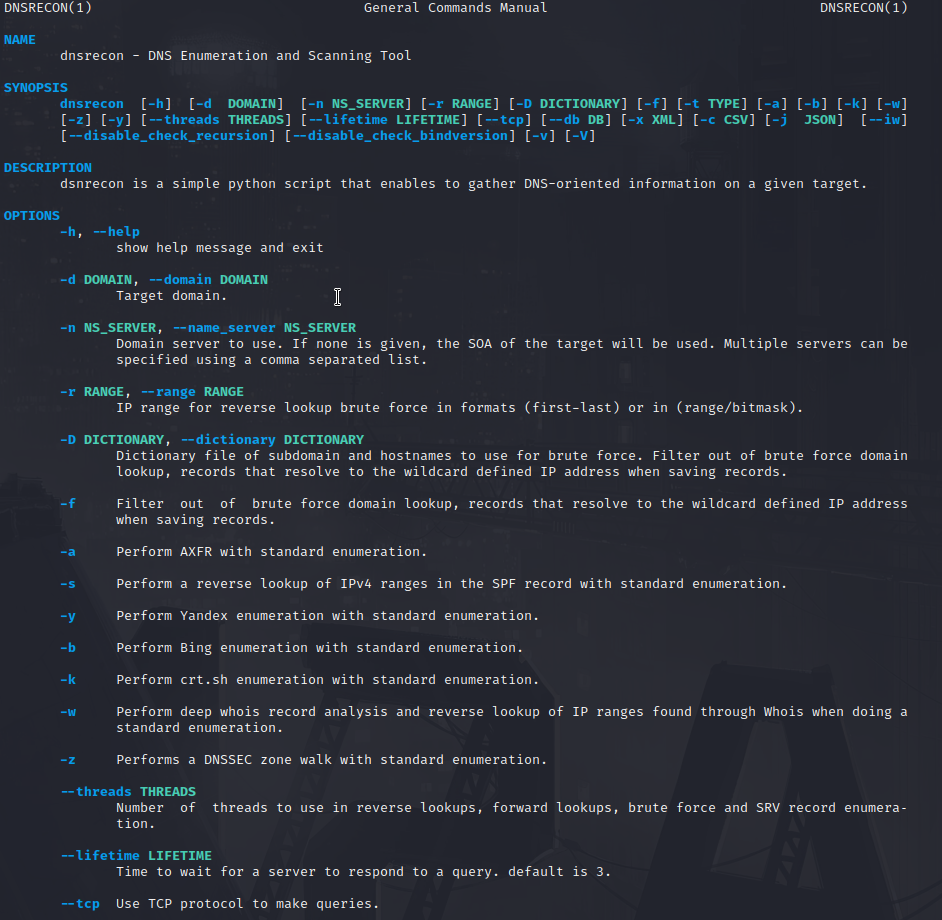 DNSRECON(1) General Commands Manual DNSRECON(1)
NAME
dnsrecon - DNS Enumeration and Scanning Tool
SYNOPSIS
dnsrecon [-h] [-d DOMAIN] [-n NS_SERVER] [-r RANGE] [-D DICTIONARY] [-f] [-t TYPE] [-a] [-b] [-k] [-w]
[-z] [-y] [--threads THREADS] [--lifetime LIFETIME] [--tcp] [--db DB] [-x XML] [-c CSV] [-j JSON] [--iw]
[--disable_check_recursion] [--disable_check_bindversion] [-v] [-V]
DESCRIPTION
dsnrecon is a simple python script that enables to gather DNS-oriented information on a given target.
OPTIONS
-h, --help
show help message and exit
-d DOMAIN, --domain DOMAIN
Target domain.
-n NS_SERVER, --name_server NS_SERVER
Domain server to use. If none is given, the SOA of the target will be used. Multiple servers can be
specified using a comma separated list.
-r RANGE, --range RANGE
IP range for reverse lookup brute force in formats (first-last) or in (range/bitmask).
-D DICTIONARY, --dictionary DICTIONARY
Dictionary file of subdomain and hostnames to use for brute force. Filter out of brute force domain
lookup, records that resolve to the wildcard defined IP address when saving records.
-f Filter out of brute force domain lookup, records that resolve to the wildcard defined IP address
when saving records.
-a Perform AXFR with standard enumeration.
-s Perform a reverse lookup of IPv4 ranges in the SPF record with standard enumeration.
-y Perform Yandex enumeration with standard enumeration.
-b Perform Bing enumeration with standard enumeration.
-k Perform crt.sh enumeration with standard enumeration.
-w Perform deep whois record analysis and reverse lookup of IP ranges found through Whois when doing a
standard enumeration.
-z Performs a DNSSEC zone walk with standard enumeration.
--threads THREADS
Number of threads to use in reverse lookups, forward lookups, brute force and SRV record enumera-
tion.
--lifetime LIFETIME
Time to wait for a server to respond to a query. default is 3.
--tcp Use TCP protocol to make queries.